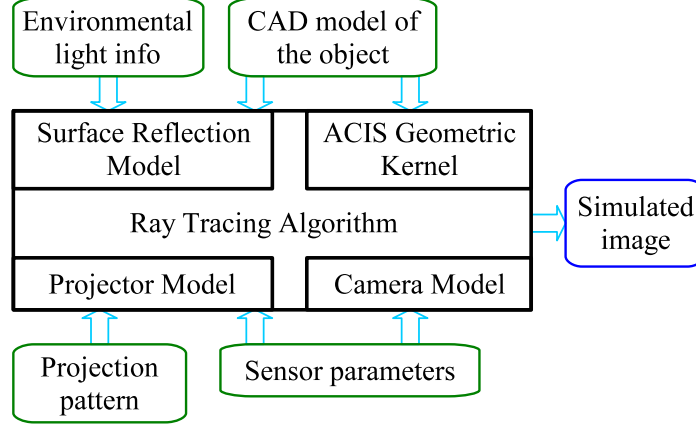 Environmental
light info
CAD model of
the object
Surface Reflection
Model
ACIS Geometric
Kernel
Ray Tracing Algorithm
Simulated
image
Projector Model
Camera Model
Projection
pattern
Sensor parameters